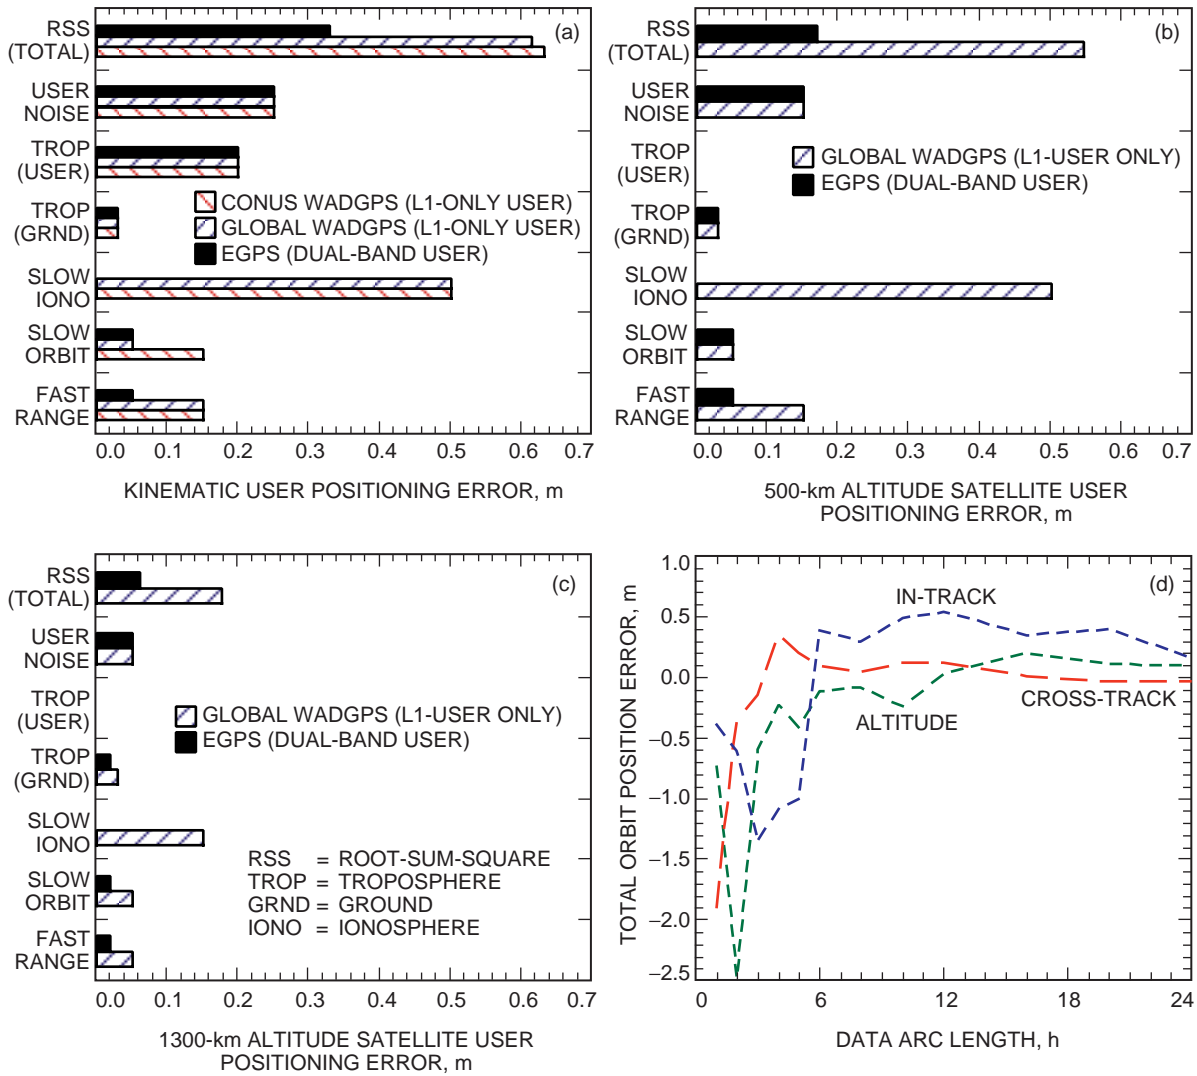 (a)
RSS
(TOTAL)
USER
NOISE
TROP
(USER)
TROP
(GRND)
SLOW
IONO
SLOW
ORBIT
FAST
RANGE
CONUS WADGPS (L1-ONLY USER)
GLOBAL WADGPS (L1-ONLY USER)
EGPS (DUAL-BAND USER)
0.0 0.1 0.2 0.3 0.4 0.5 0.6 0.7
KINEMATIC USER POSITIONING ERROR, m
(b)
RSS
(TOTAL)
USER
NOISE
TROP
(USER)
TROP
(GRND)
SLOW
IONO
SLOW
ORBIT
FAST
RANGE
GLOBAL WADGPS (L1-USER ONLY)
EGPS (DUAL-BAND USER)
0.0 0.1 0.2 0.3 0.4 0.5 0.6 0.7
500-km ALTITUDE SATELLITE USER
POSITIONING ERROR, m
(c)
RSS
(TOTAL)
USER
NOISE
TROP
(USER)
TROP
(GRND)
SLOW
IONO
SLOW
ORBIT
FAST
RANGE
GLOBAL WADGPS (L1-USER ONLY)
EGPS (DUAL-BAND USER)
RSS = ROOT-SUM-SQUARE
TROP = TROPOSPHERE
GRND = GROUND
IONO = IONOSPHERE
0.0 0.1 0.2 0.3 0.4 0.5 0.6 0.7
1300-km ALTITUDE SATELLITE USER
POSITIONING ERROR, m
(d)
TOTAL ORBIT POSITION ERROR, m
1.0
0.5
0.0
–0.5
–1.0
–1.5
–2.0
–2.5
IN-TRACK
CROSS-TRACK
ALTITUDE
0 6 12 18 24
DATA ARC LENGTH, h